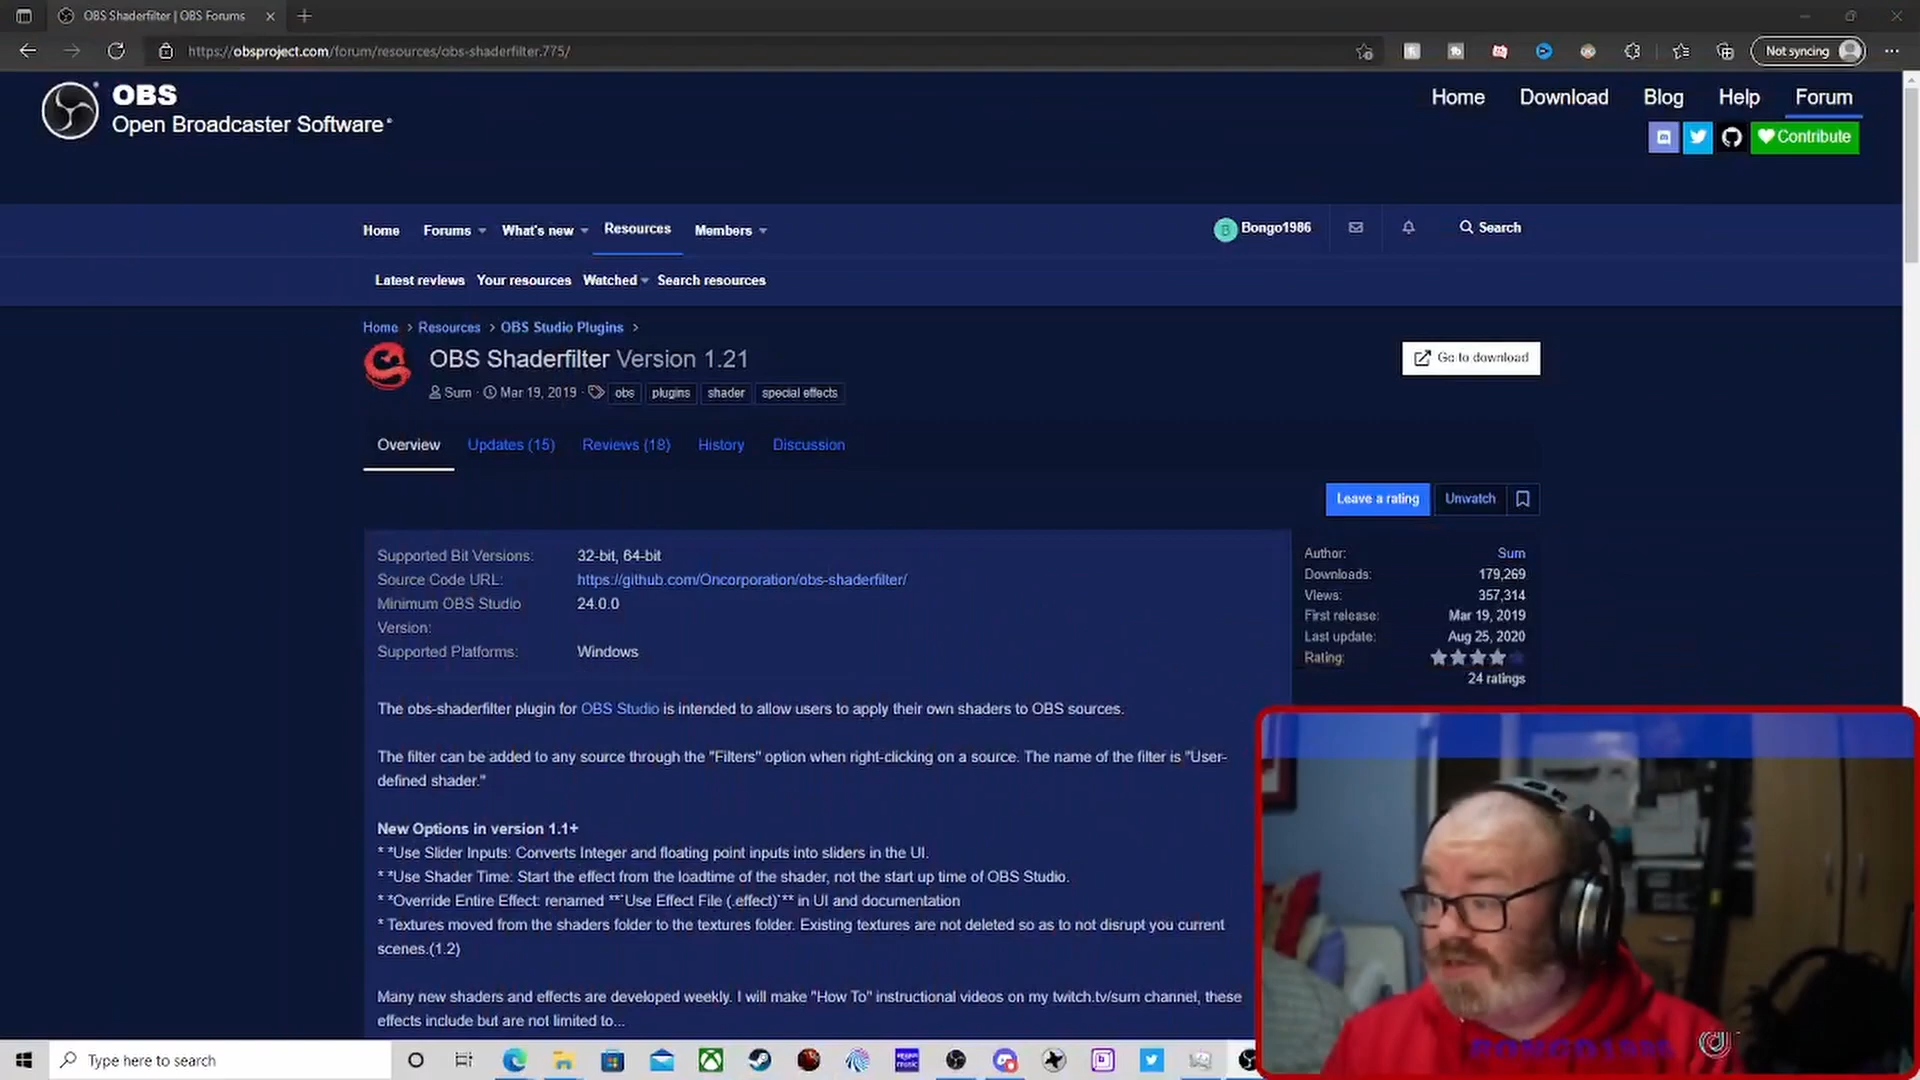 OBS Shaderfilter | OBS Forums
https://obsproject.com/forum/resources/obs-shaderfilter.775/
Not syncing
OBS
Open Broadcaster Software
Home Download Blog Help Forum
Contribute
Home Forums What's new Resources Members
B Bongo1986 Search
Latest reviews Your resources Watched Search resources
Home > Resources > OBS Studio Plugins >
OBS Shaderfilter Version 1.21
Go to download
Surn · Mar 19, 2019 · obs plugins shader special effects
Overview Updates (15) Reviews (18) History Discussion
Leave a rating Unwatch
Supported Bit Versions: 32-bit, 64-bit
Source Code URL: https://github.com/Oncorporation/obs-shaderfilter/
Minimum OBS Studio 24.0.0
Version:
Supported Platforms: Windows
Author: Surn
Downloads: 179,269
Views: 357,314
First release: Mar 19, 2019
Last update: Aug 25, 2020
Rating:
24 ratings
The obs-shaderfilter plugin for OBS Studio is intended to allow users to apply their own shaders to OBS sources.
The filter can be added to any source through the "Filters" option when right-clicking on a source. The name of the filter is "User-
defined shader."
New Options in version 1.1+
* *Use Slider Inputs: Converts Integer and floating point inputs into sliders in the UI.
* *Use Shader Time: Start the effect from the loadtime of the shader, not the start up time of OBS Studio.
* *Override Entire Effect: renamed **`Use Effect File (.effect)`** in UI and documentation
* Textures moved from the shaders folder to the textures folder. Existing textures are not deleted so as to not disrupt you current
scenes.(1.2)
Many new shaders and effects are developed weekly. I will make "How To" instructional videos on my twitch.tv/surn channel, these
effects include but are not limited to...
BONGO1986
Type here to search